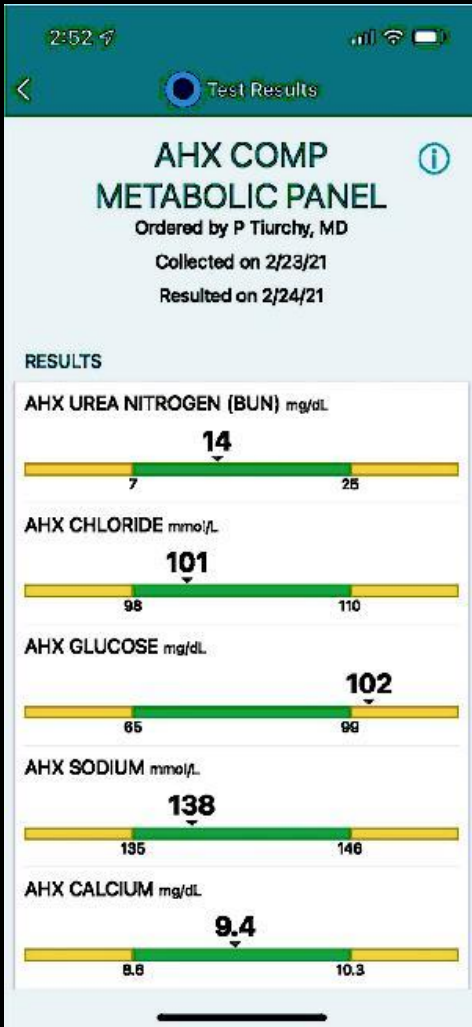 2:52
Test Results
AHX COMP
METABOLIC PANEL
Ordered by P Tiurchy, MD
Collected on 2/23/21
Resulted on 2/24/21
RESULTS
AHX UREA NITROGEN (BUN) mg/dL
14
7 25
AHX CHLORIDE mmol/L
101
98 110
AHX GLUCOSE mg/dL
102
65 99
AHX SODIUM mmol/L
138
135 146
AHX CALCIUM mg/dL
9.4
8.6 10.3